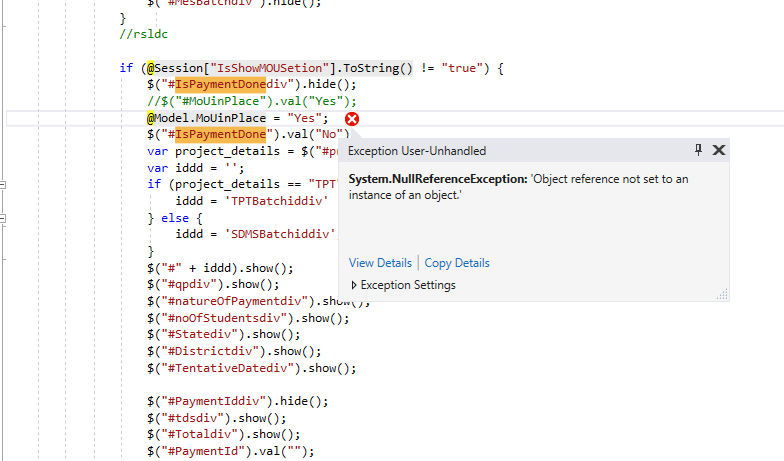 $("#MesBatchdiv").hide();
}
//rsldc
if (@Session["IsShowMOUSetion"].ToString() != "true") {
$("#IsPaymentDonediv").hide();
//$("#MoUinPlace").val("Yes");
@Model.MoUinPlace = "Yes";
$("#IsPaymentDone").val("No")
var project_details = $("#pr
var iddd = '';
if (project_details == "TPT"
iddd = 'TPTBatchiddiv'
} else {
iddd = 'SDMSBatchiddiv'
}
$("#" + iddd).show();
$("#qpdiv").show();
$("#natureOfPaymentdiv").show();
$("#noOfStudentsdiv").show();
$("#Statediv").show();
$("#Districtdiv").show();
$("#TentativeDatediv").show();
$("#PaymentIddiv").hide();
$("#tdsdiv").show();
$("#Totaldiv").show();
$("#PaymentId").val("");
Exception User-Unhandled
System.NullReferenceException: 'Object reference not set to an
instance of an object.'
View Details | Copy Details
Exception Settings